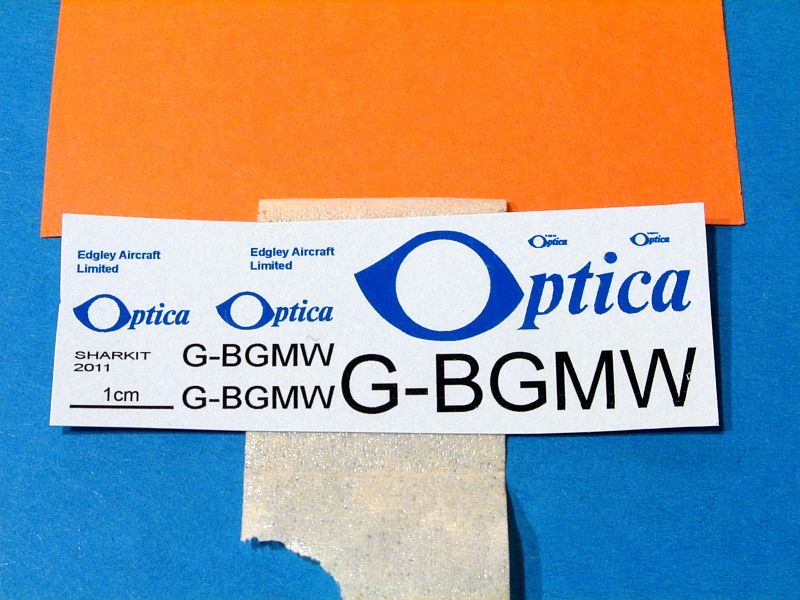 Edgley Aircraft
Limited
Edgley Aircraft
Limited
Optica
Optica
Optica
Optica
Optica
SHARKIT
2011
1cm
G-BGMW
G-BGMW
G-BGMW